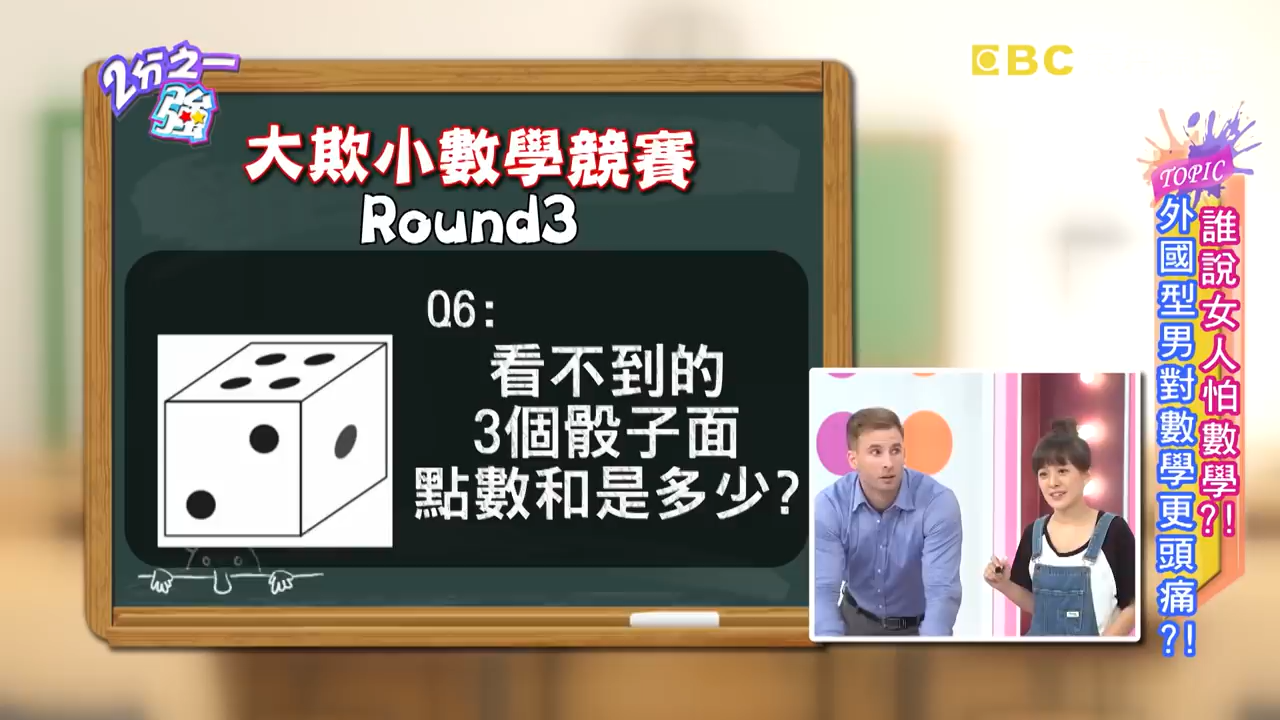 2分之一強
EBC
大欺小數學競賽
Round3
Q6:
看不到的
3個骰子面
點數和是多少?
TOPIC
誰說女人怕數學?!
外國型男對數學更頭痛?!